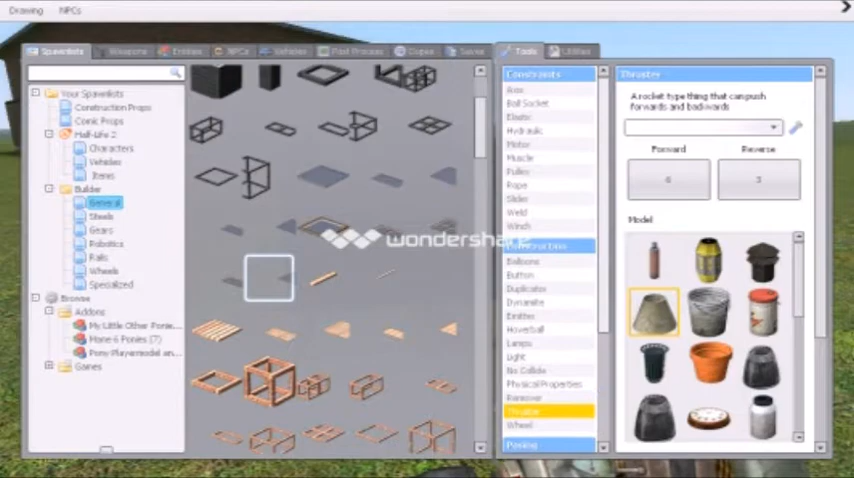 Drawing NPCs
Spawnlists Weapons Entities NPCs Vehicles Post Process Dupes Saves Tools Utilities
Your Spawnlists
Construction Props
Comic Props
Half-Life 2
Characters
Vehicles
Items
Builder
General
Steels
Gears
Robotics
Rails
Wheels
Specialized
Browse
Addons
My Little Other Ponie...
Mane 6 Ponies (7)
Pony Playermodel an...
Games
wondershare
Constraints
Axis
Ball Socket
Elastic
Hydraulic
Motor
Muscle
Pulley
Rope
Slider
Weld
Winch
Construction
Balloons
Button
Duplicator
Dynamite
Emitter
Hoverball
Lamps
Light
No Collide
Physical Properties
Remover
Thruster
Wheel
Posing
Thruster
A rocket type thing that can push
forwards and backwards
Forward Reverse
6 3
Model